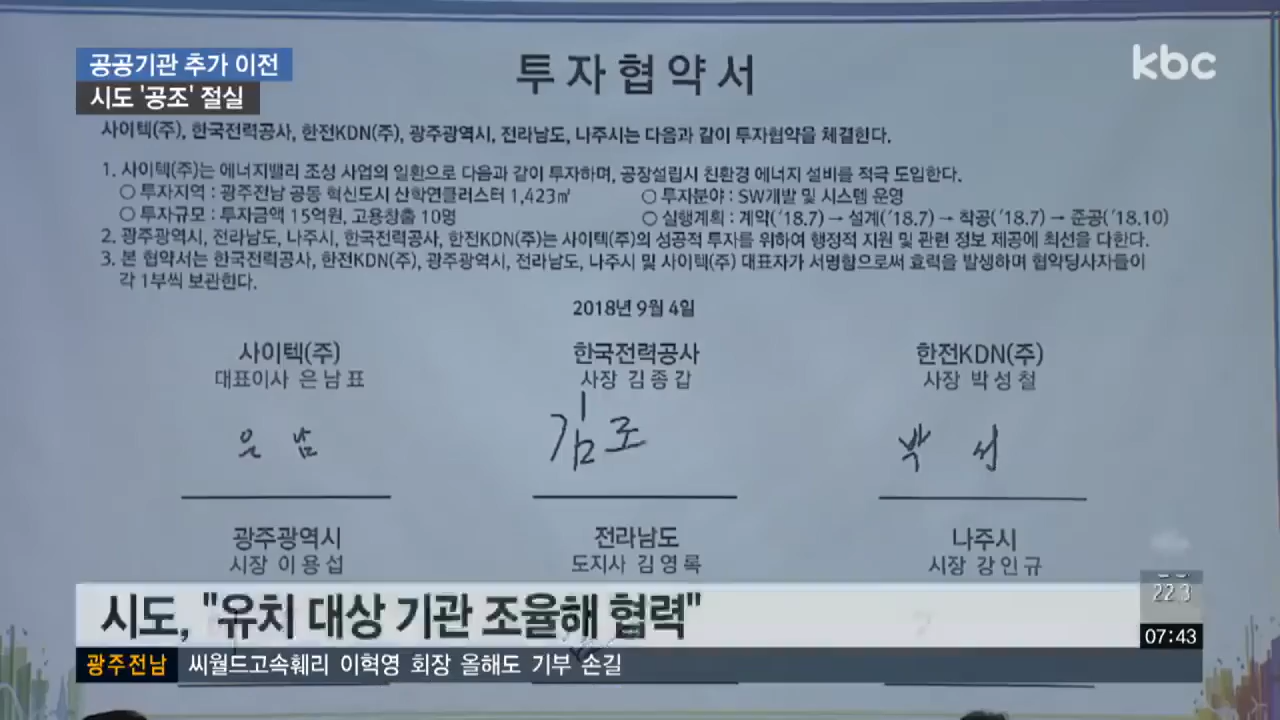 공공기관 추가 이전
kbc
시도 '공조' 절실
투자협약서
사이텍(주), 한국전력공사, 한전KDN(주), 광주광역시, 전라남도, 나주시는 다음과 같이 투자협약을 체결한다.
1. 사이텍(주)는 에너지밸리 조성 사업의 일환으로 다음과 같이 투자하며, 공장설립시 친환경 에너지 설비를 적극 도입한다.
○ 투자지역 : 광주전남 공동 혁신도시 산학연클러스터 1,423㎡ ○ 투자분야 : SW개발 및 시스템 운영
○ 투자규모 : 투자금액 15억원, 고용창출 10명 ○ 실행계획 : 계약('18.7) → 설계('18.7) → 착공('18.7) → 준공('18.10)
2. 광주광역시, 전라남도, 나주시, 한국전력공사, 한전KDN(주)는 사이텍(주)의 성공적 투자를 위하여 행정적 지원 및 관련 정보 제공에 최선을 다한다.
3. 본 협약서는 한국전력공사, 한전KDN(주), 광주광역시, 전라남도, 나주시 및 사이텍(주) 대표자가 서명함으로써 효력을 발생하며 협약당사자들이
각 1부씩 보관한다.
2018년 9월 4일
사이텍(주) 한국전력공사 한전KDN(주)
대표이사 은남표 사장 김종갑 사장 박성철
은 남 김조 박 성
광주광역시 전라남도 나주시
시장 이용섭 도지사 김영록 시장 강인규
시도, "유치 대상 기관 조율해 협력"
07:43
광주전남 씨월드고속훼리 이혁영 회장 올해도 기부 손길